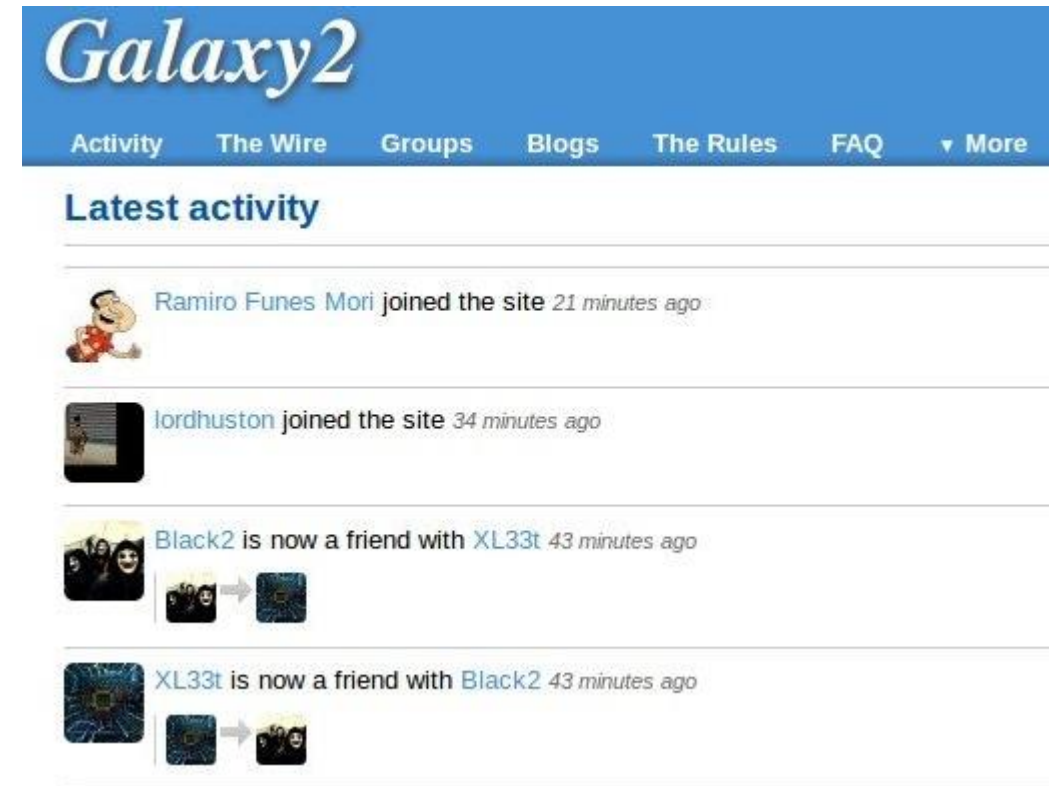 Galaxy2
Activity The Wire Groups Blogs The Rules FAQ ▼ More
Latest activity
Ramiro Funes Mori joined the site 21 minutes ago
lordhuston joined the site 34 minutes ago
Black2 is now a friend with XL33t 43 minutes ago
XL33t is now a friend with Black2 43 minutes ago